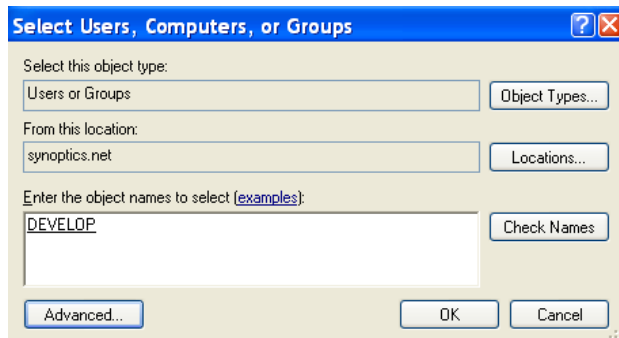 Select Users, Computers, or Groups
Select this object type:
Users or Groups
Object Types...
From this location:
synoptics.net
Locations...
Enter the object names to select (examples):
DEVELOP
Check Names
Advanced...
OK
Cancel